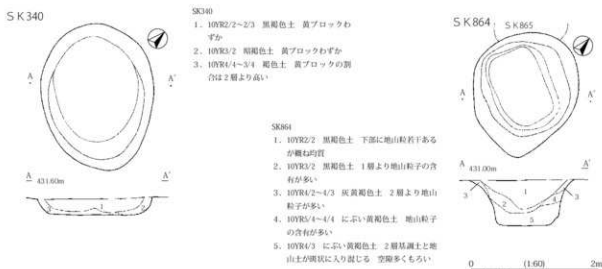 SK340
A
A'
A
431.60m
A'
3
1
2
SK340
1．10YR2/2～2/3　黒褐色土　黄ブロックわ
ずか
2．10YR3/2　暗褐色土　黄ブロックわずか
3．10YR4/4～3/4　褐色土　黄ブロックの割
合は2層より高い
SK864
1．10YR2/2　黒褐色土　下部に地山粒若干ある
が概ね均質
2．10YR3/2　黒褐色土　1層より地山粒子の含
有が多い
3．10YR4/2～4/3　灰黄褐色土　2層より地山
粒子が多い
4．10YR5/4～4/4　にぶい黄褐色土　地山粒子
の含有が多い
5．10YR4/3　にぶい黄褐色土　2層基調土と地
山土が斑状に入り混じる　空隙多くもろい
SK864
SK865
A
A'
A
431.00m
A'
3
1
2
4
3
5
0
(1:60)
2m